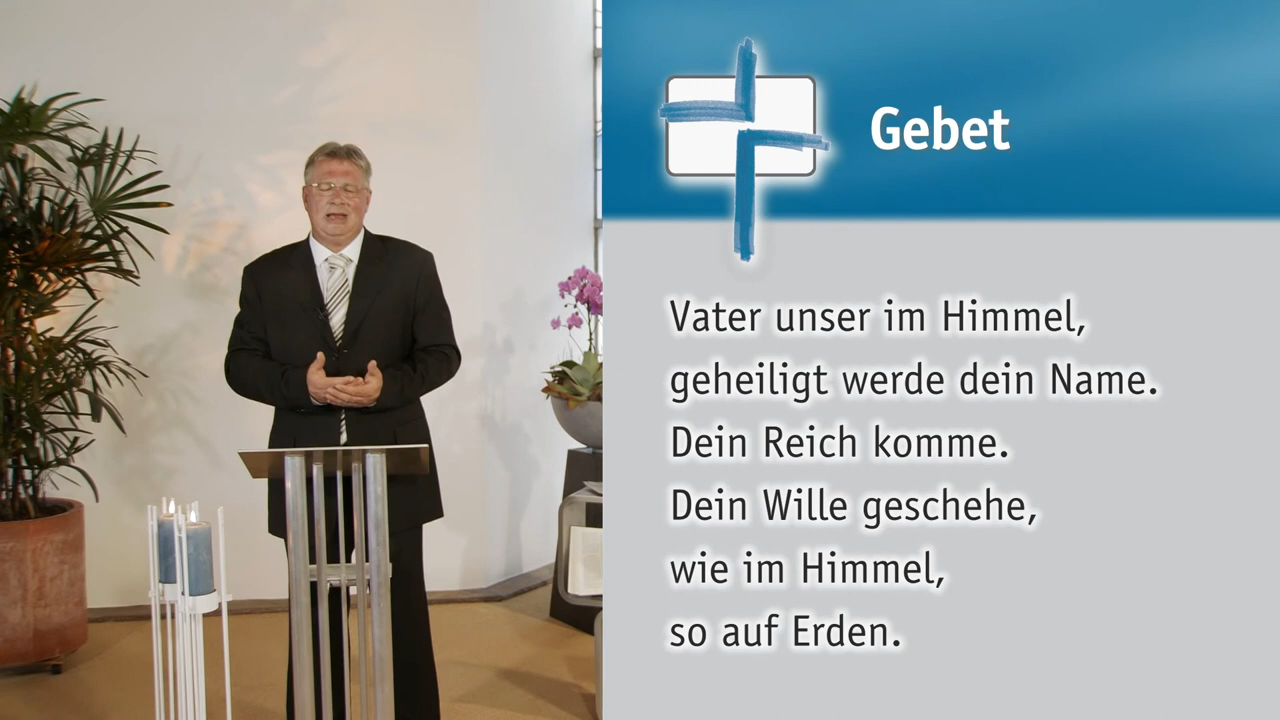 Gebet
Vater unser im Himmel,
geheiligt werde dein Name.
Dein Reich komme.
Dein Wille geschehe,
wie im Himmel,
so auf Erden.